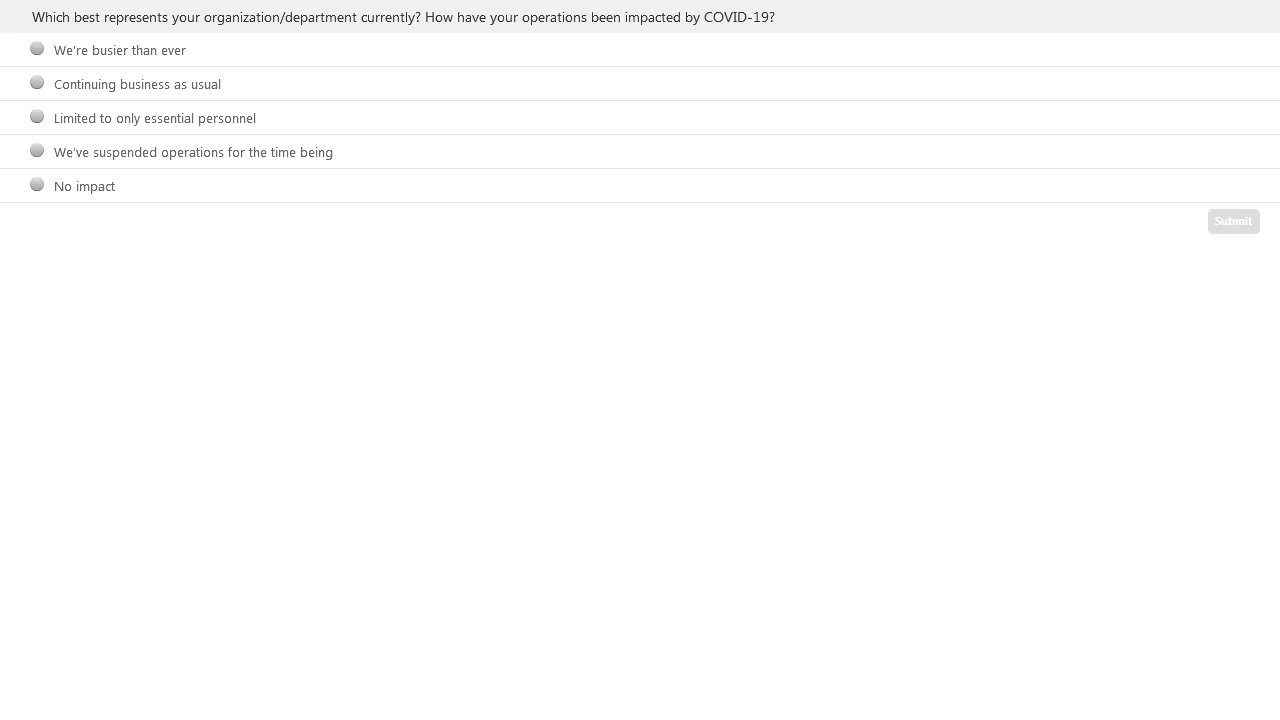 Which best represents your organization/department currently? How have your operations been impacted by COVID-19?
We're busier than ever
Continuing business as usual
Limited to only essential personnel
We've suspended operations for the time being
No impact
Submit